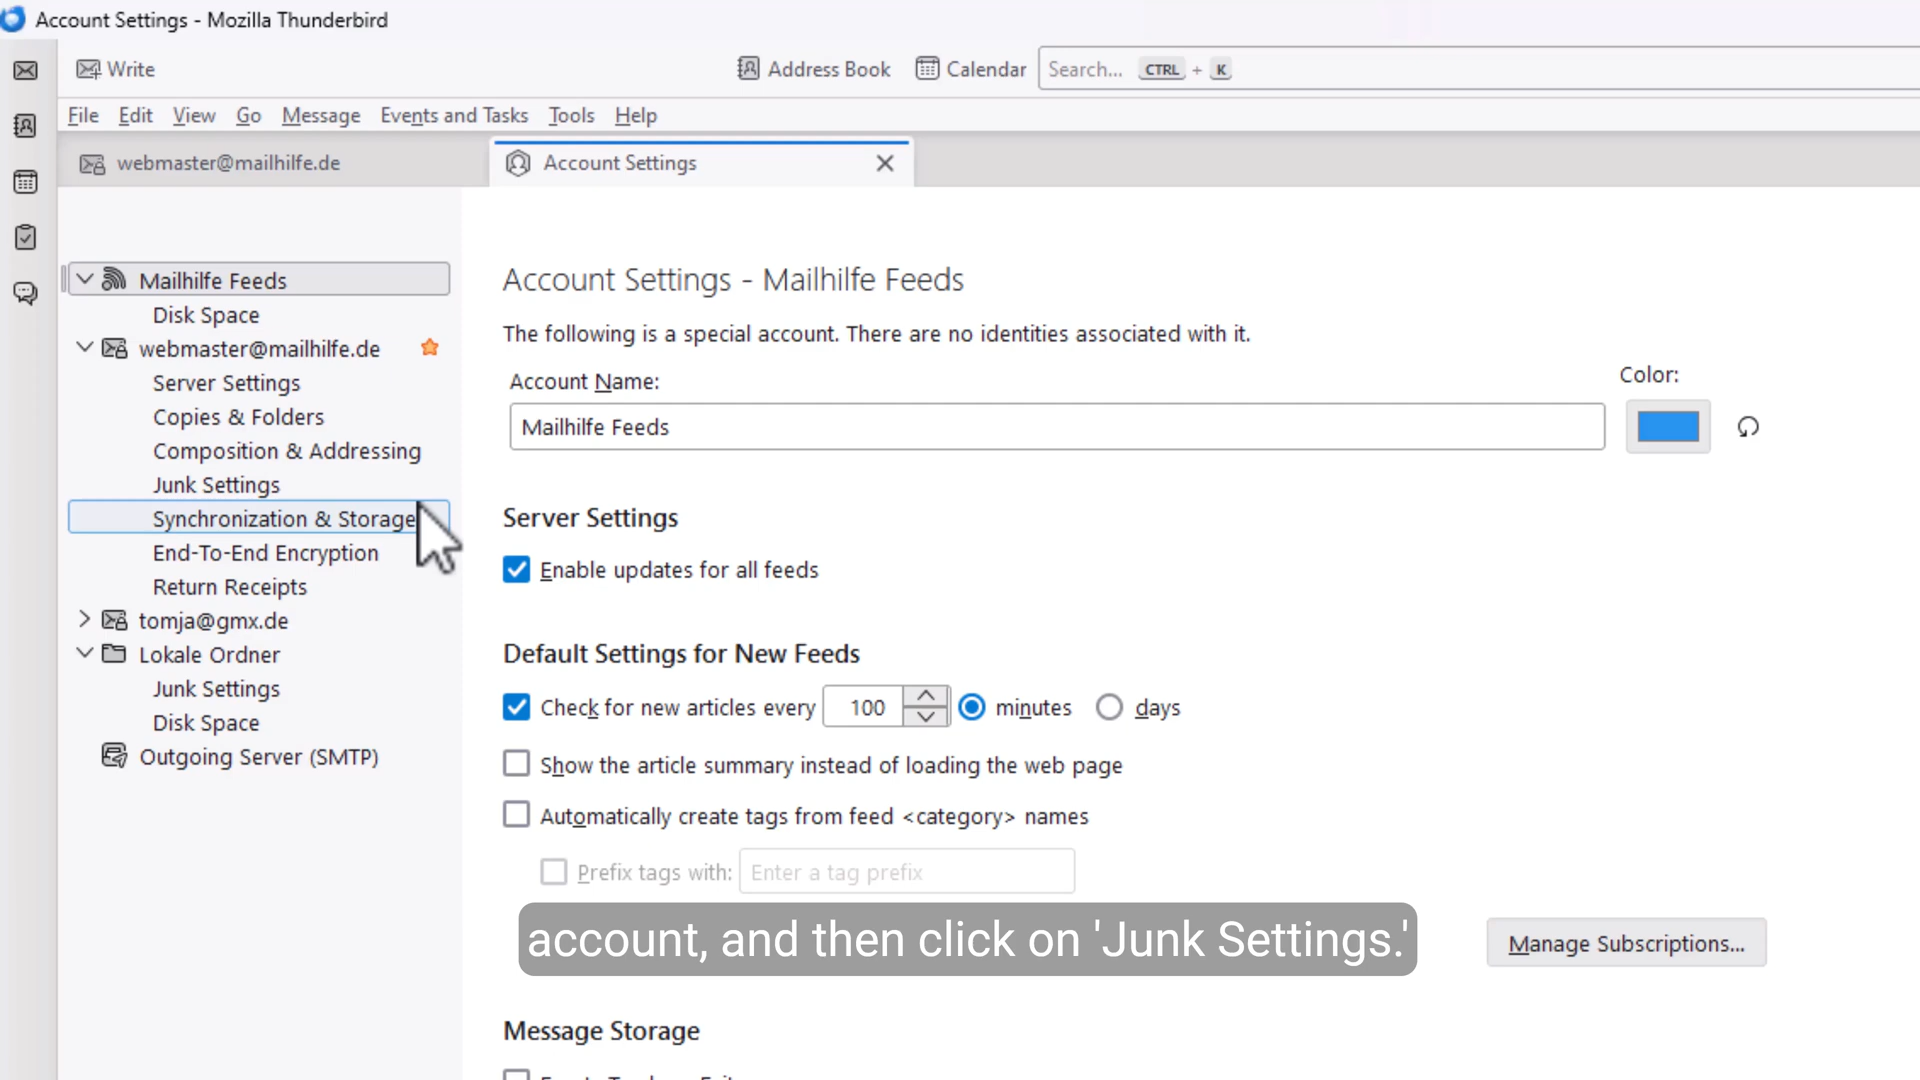 Account Settings - Mozilla Thunderbird
Write
Address Book
Calendar
Search... CTRL + K
File Edit View Go Message Events and Tasks Tools Help
webmaster@mailhilfe.de
Account Settings
Mailhilfe Feeds
Disk Space
webmaster@mailhilfe.de
Server Settings
Copies & Folders
Composition & Addressing
Junk Settings
Synchronization & Storage
End-To-End Encryption
Return Receipts
tomja@gmx.de
Lokale Ordner
Junk Settings
Disk Space
Outgoing Server (SMTP)
Account Settings - Mailhilfe Feeds
The following is a special account. There are no identities associated with it.
Account Name:
Color:
Mailhilfe Feeds
Server Settings
Enable updates for all feeds
Default Settings for New Feeds
Check for new articles every 100 minutes days
Show the article summary instead of loading the web page
Automatically create tags from feed <category> names
Prefix tags with: Enter a tag prefix
account, and then click on 'Junk Settings.'
Manage Subscriptions...
Message Storage